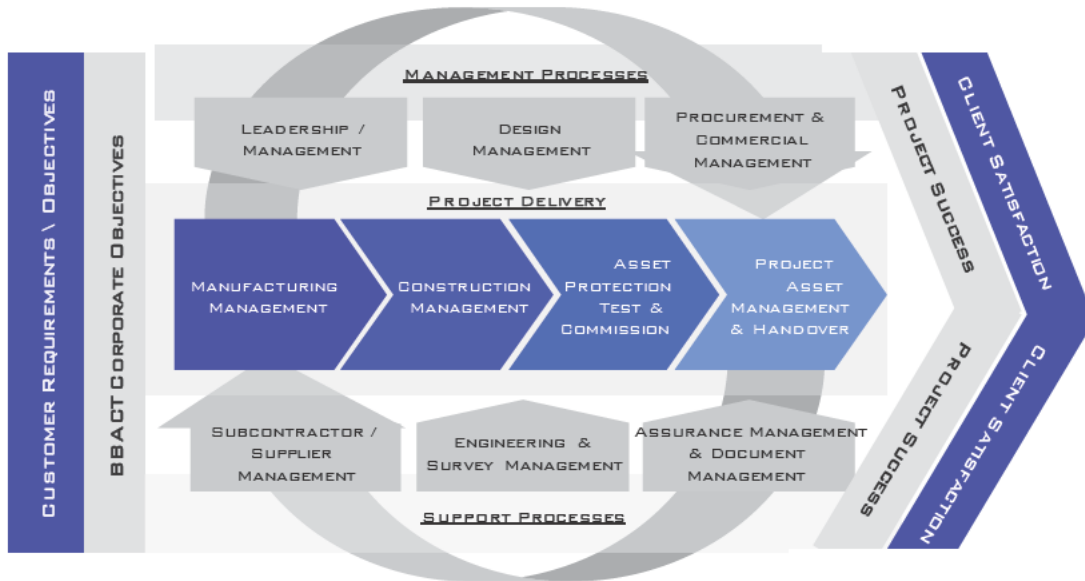 Customer Requirements \ Objectives
BBACT Corporate Objectives
Management Processes
Leadership /
Management
Design
Management
Procurement &
Commercial
Management
Project Delivery
Manufacturing
Management
Construction
Management
Asset
Protection
Test &
Commission
Project
Asset
Management
& Handover
Subcontractor /
Supplier
Management
Engineering &
Survey Management
Assurance Management
& Document
Management
Support Processes
Project Success
Project Success
Client Satisfaction
Client Satisfaction